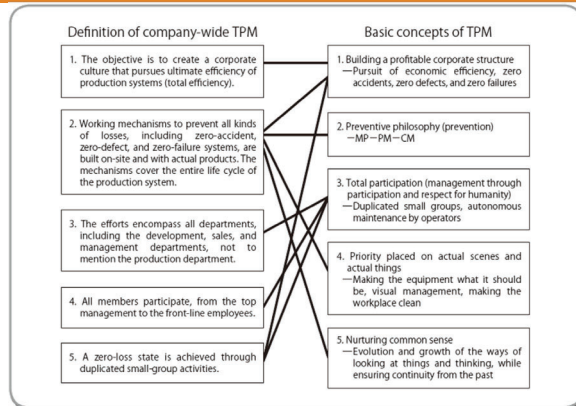 Definition of company-wide TPM
1. The objective is to create a corporate
culture that pursues ultimate efficiency of
production systems (total efficiency).
2. Working mechanisms to prevent all kinds
of losses, including zero-accident,
zero-defect, and zero-failure systems, are
built on-site and with actual products. The
mechanisms cover the entire life cycle of
the production system.
3. The efforts encompass all departments,
including the development, sales, and
management departments, not to
mention the production department.
4. All members participate, from the top
management to the front-line employees.
5. A zero-loss state is achieved through
duplicated small-group activities.
Basic concepts of TPM
1. Building a profitable corporate structure
—Pursuit of economic efficiency, zero
accidents, zero defects, and zero failures
2. Preventive philosophy (prevention)
—MP—PM—CM
3. Total participation (management through
participation and respect for humanity)
—Duplicated small groups, autonomous
maintenance by operators
4. Priority placed on actual scenes and
actual things
—Making the equipment what it should
be, visual management, making the
workplace clean
5. Nurturing common sense
—Evolution and growth of the ways of
looking at things and thinking, while
ensuring continuity from the past